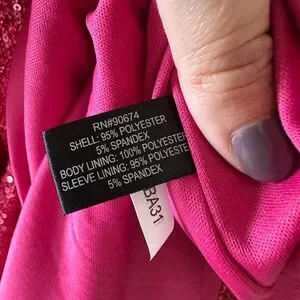 RN#90674
SHELL: 95% POLYESTER
5% SPANDEX
BODY LINING: 100% POLYESTER
SLEEVE LINING: 95% POLYESTE
5% SPANDEX
BA31